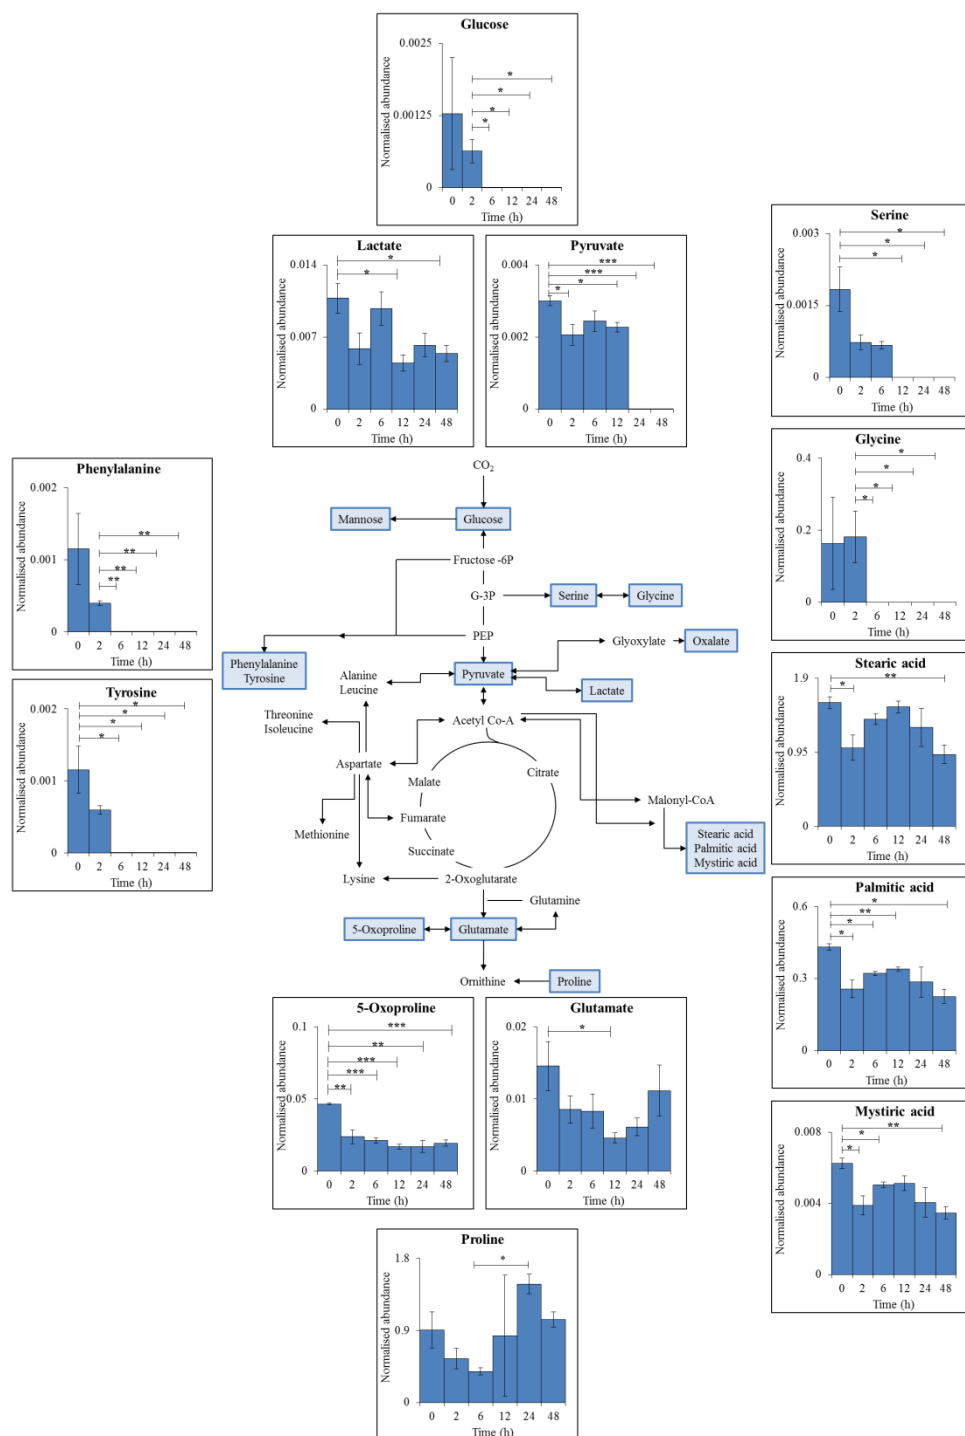 Glucose
0.0025
0.00125
0
Normalised abundance
*
*
*
*
0 2 6 12 24 48
Time (h)
Lactate
0.014
0.007
0
Normalised abundance
*
*
0 2 6 12 24 48
Time (h)
Pyruvate
0.004
0.002
0
Normalised abundance
***
***
*
*
0 2 6 12 24 48
Time (h)
Serine
0.003
0.0015
0
Normalised abundance
*
*
*
0 2 6 12 24 48
Time (h)
Phenylalanine
0.002
0.001
0
Normalised abundance
**
**
**
**
0 2 6 12 24 48
Time (h)
Glycine
0.4
0.2
0
Normalised abundance
*
*
*
*
0 2 6 12 24 48
Time (h)
Tyrosine
0.002
0.001
0
Normalised abundance
*
*
*
*
0 2 6 12 24 48
Time (h)
CO2
Mannose
Glucose
Fructose -6P
G-3P
Serine
Glycine
PEP
Glyoxylate
Oxalate
Phenylalanine
Tyrosine
Alanine
Leucine
Pyruvate
Lactate
Threonine
Isoleucine
Acetyl Co-A
Aspartate
Citrate
Malate
Malonyl-CoA
Fumarate
Methionine
Succinate
Stearic acid
Palmitic acid
Mystiric acid
Lysine
2-Oxoglutarate
Glutamine
5-Oxoproline
Glutamate
Ornithine
Proline
Stearic acid
1.9
0.95
0
Normalised abundance
**
*
0 2 6 12 24 48
Time (h)
Palmitic acid
0.6
0.3
0
Normalised abundance
*
**
*
*
0 2 6 12 24 48
Time (h)
5-Oxoproline
0.1
0.05
0
Normalised abundance
***
**
***
***
**
0 2 6 12 24 48
Time (h)
Glutamate
0.02
0.01
0
Normalised abundance
*
0 2 6 12 24 48
Time (h)
Mystiric acid
0.008
0.004
0
Normalised abundance
**
*
*
0 2 6 12 24 48
Time (h)
Proline
1.8
0.9
0
Normalised abundance
*
0 2 6 12 24 48
Time (h)